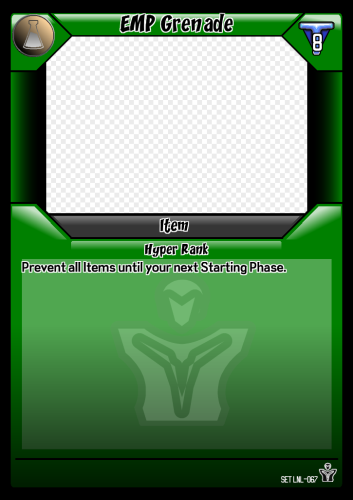 EMP Grenade
8
Item
Hyper Rank
Prevent all Items until your next Starting Phase.
SET LNL-067